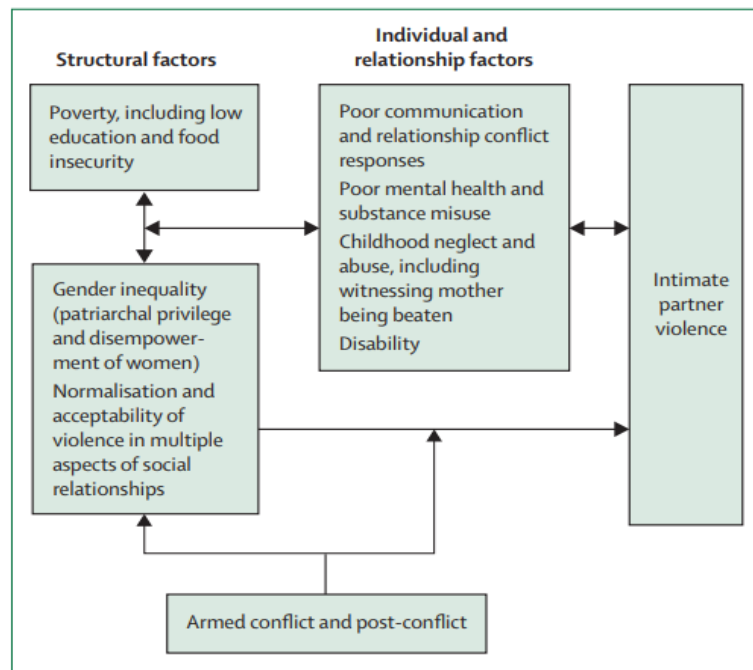 Structural factors
Individual and
relationship factors
Poverty, including low
education and food
insecurity
Poor communication
and relationship conflict
responses
Poor mental health and
substance misuse
Childhood neglect and
abuse, including
witnessing mother
being beaten
Disability
Gender inequality
(patriarchal privilege
and disempower-
ment of women)
Normalisation and
acceptability of
violence in multiple
aspects of social
relationships
Intimate
partner
violence
Armed conflict and post-conflict